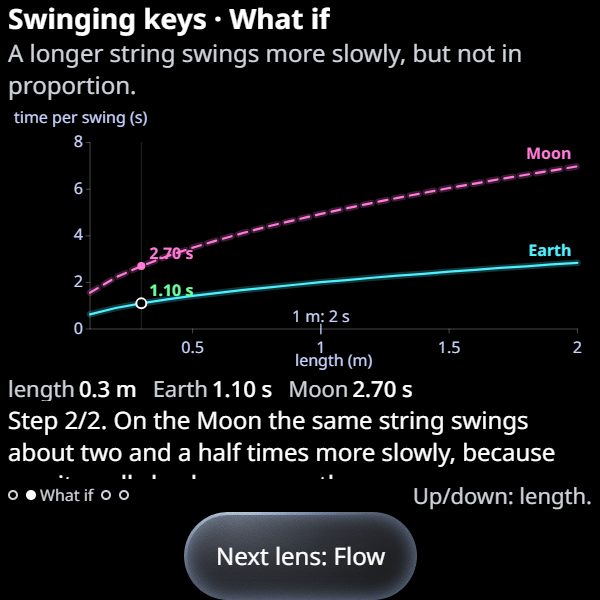 Swinging keys · What if
A longer string swings more slowly, but not in
proportion.
time per swing (s)
8
Moon
6
4
2.70 s
Earth
2
1.10 s
1 m: 2 s
0
0.5
1
1.5
2
length (m)
length 0.3 m Earth 1.10 s Moon 2.70 s
Step 2/2. On the Moon the same string swings
about two and a half times more slowly, because
What if
Up/down: length.
Next lens: Flow